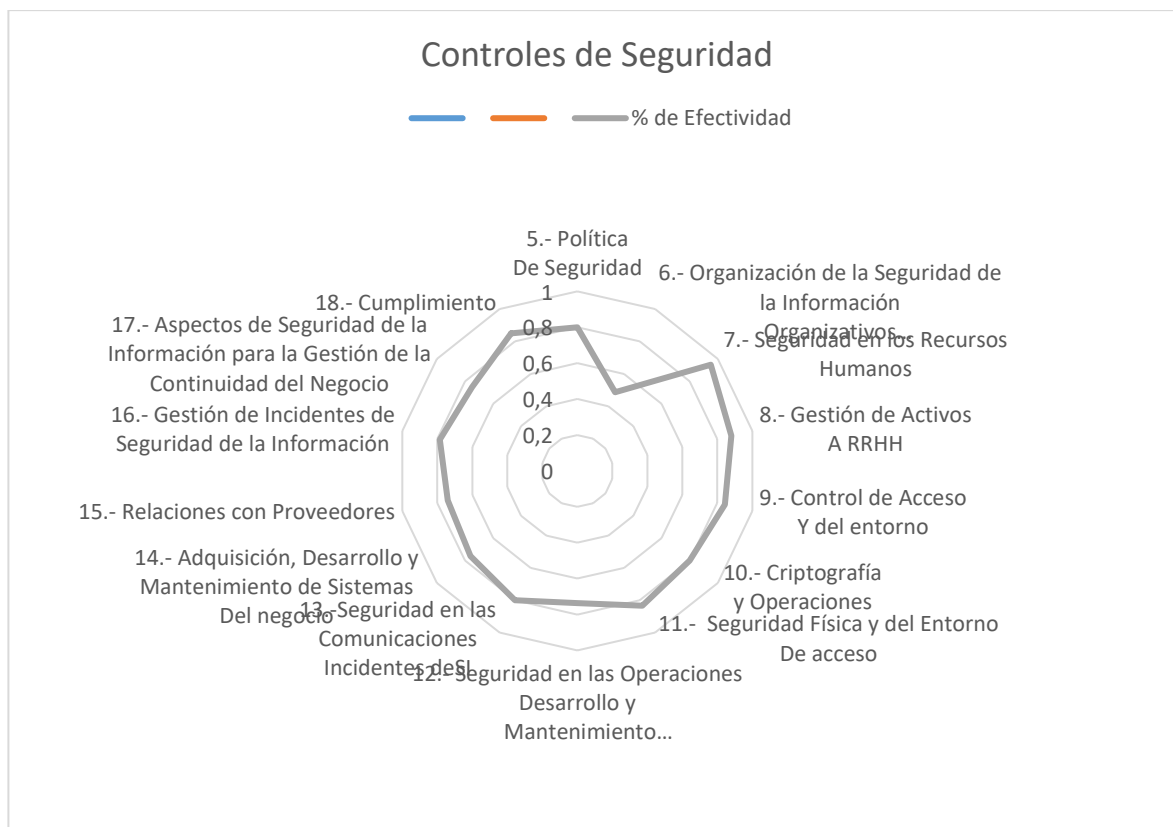 Controles de Seguridad
% de Efectividad
5.- Política
De Seguridad
6.- Organización de la Seguridad de
la Información
Organizativos...
7.- Seguridad en los Recursos
Humanos
8.- Gestión de Activos
A RRHH
9.- Control de Acceso
Y del entorno
10.- Criptografía
y Operaciones
11.- Seguridad Física y del Entorno
De acceso
12.- Seguridad en las Operaciones
Desarrollo y
Mantenimiento...
13.-Seguridad en las
Comunicaciones
Incidentes deSI
14.- Adquisición, Desarrollo y
Mantenimiento de Sistemas
Del negocio
15.- Relaciones con Proveedores
16.- Gestión de Incidentes de
Seguridad de la Información
17.- Aspectos de Seguridad de la
Información para la Gestión de la
Continuidad del Negocio
18.- Cumplimiento
1
0,8
0,6
0,4
0,2
0